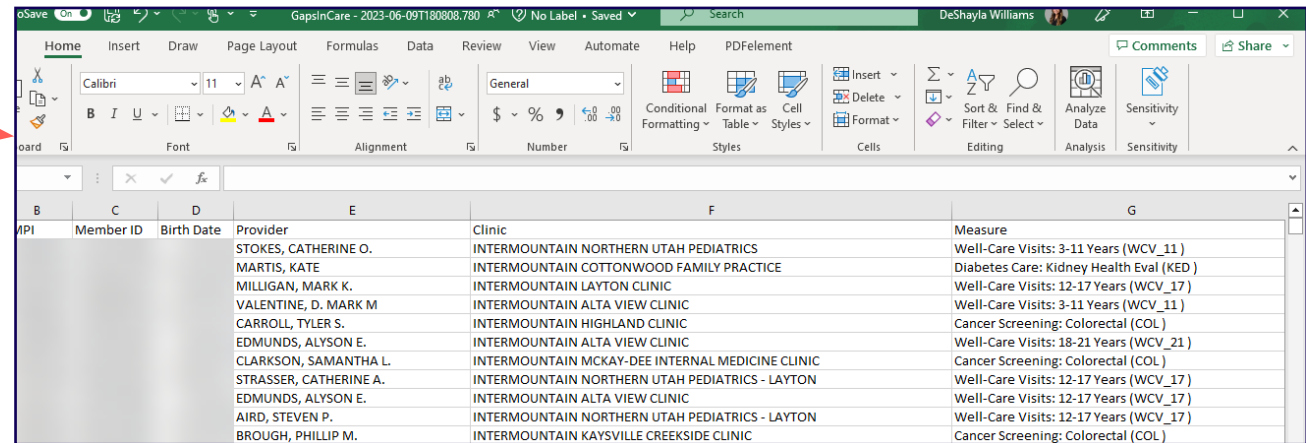 oSave On GapsInCare - 2023-06-09T180808.780 No Label • Saved Search DeShayla Williams
Home Insert Draw Page Layout Formulas Data Review View Automate Help PDFelement Comments Share
Calibri 11 A^ A˅ ab General Conditional Formatting Format as Table Cell Styles Insert Delete Format Sort & Filter Find & Select Analyze Data Sensitivity
B I U A $ % 9 .00
oard Font Alignment Number Styles Cells Editing Analysis Sensitivity
fx
B C D E F G
MPI Member ID Birth Date Provider Clinic Measure
STOKES, CATHERINE O. INTERMOUNTAIN NORTHERN UTAH PEDIATRICS Well-Care Visits: 3-11 Years (WCV_11 )
MARTIS, KATE INTERMOUNTAIN COTTONWOOD FAMILY PRACTICE Diabetes Care: Kidney Health Eval (KED )
MILLIGAN, MARK K. INTERMOUNTAIN LAYTON CLINIC Well-Care Visits: 12-17 Years (WCV_17 )
VALENTINE, D. MARK M INTERMOUNTAIN ALTA VIEW CLINIC Well-Care Visits: 3-11 Years (WCV_11 )
CARROLL, TYLER S. INTERMOUNTAIN HIGHLAND CLINIC Cancer Screening: Colorectal (COL )
EDMUNDS, ALYSON E. INTERMOUNTAIN ALTA VIEW CLINIC Well-Care Visits: 18-21 Years (WCV_21 )
CLARKSON, SAMANTHA L. INTERMOUNTAIN MCKAY-DEE INTERNAL MEDICINE CLINIC Cancer Screening: Colorectal (COL )
STRASSER, CATHERINE A. INTERMOUNTAIN NORTHERN UTAH PEDIATRICS - LAYTON Well-Care Visits: 12-17 Years (WCV_17 )
EDMUNDS, ALYSON E. INTERMOUNTAIN ALTA VIEW CLINIC Well-Care Visits: 12-17 Years (WCV_17 )
AIRD, STEVEN P. INTERMOUNTAIN NORTHERN UTAH PEDIATRICS - LAYTON Well-Care Visits: 12-17 Years (WCV_17 )
BROUGH, PHILLIP M. INTERMOUNTAIN KAYSVILLE CREEKSIDE CLINIC Cancer Screening: Colorectal (COL )